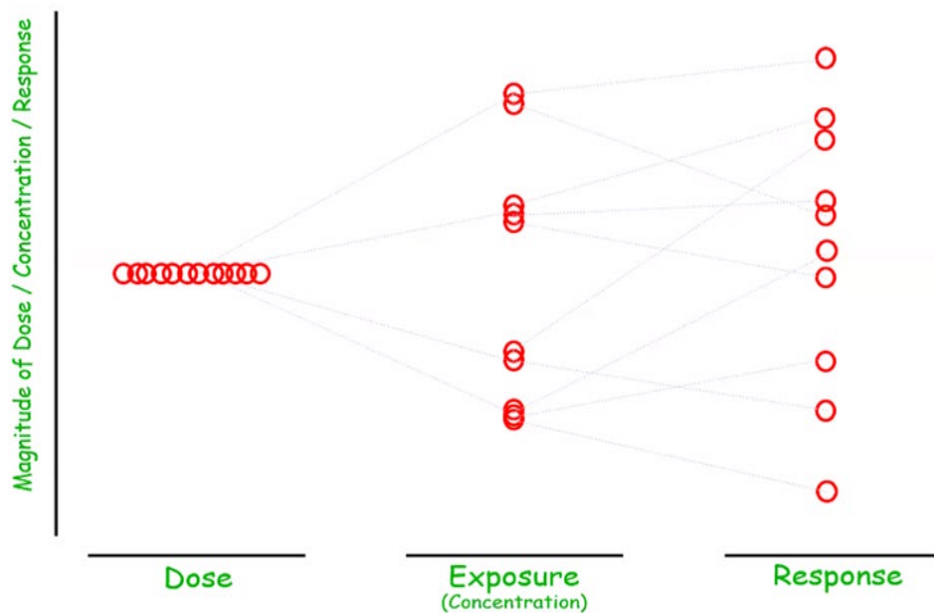 Magnitude of Dose / Concentration / Response
Dose
Exposure
(Concentration)
Response